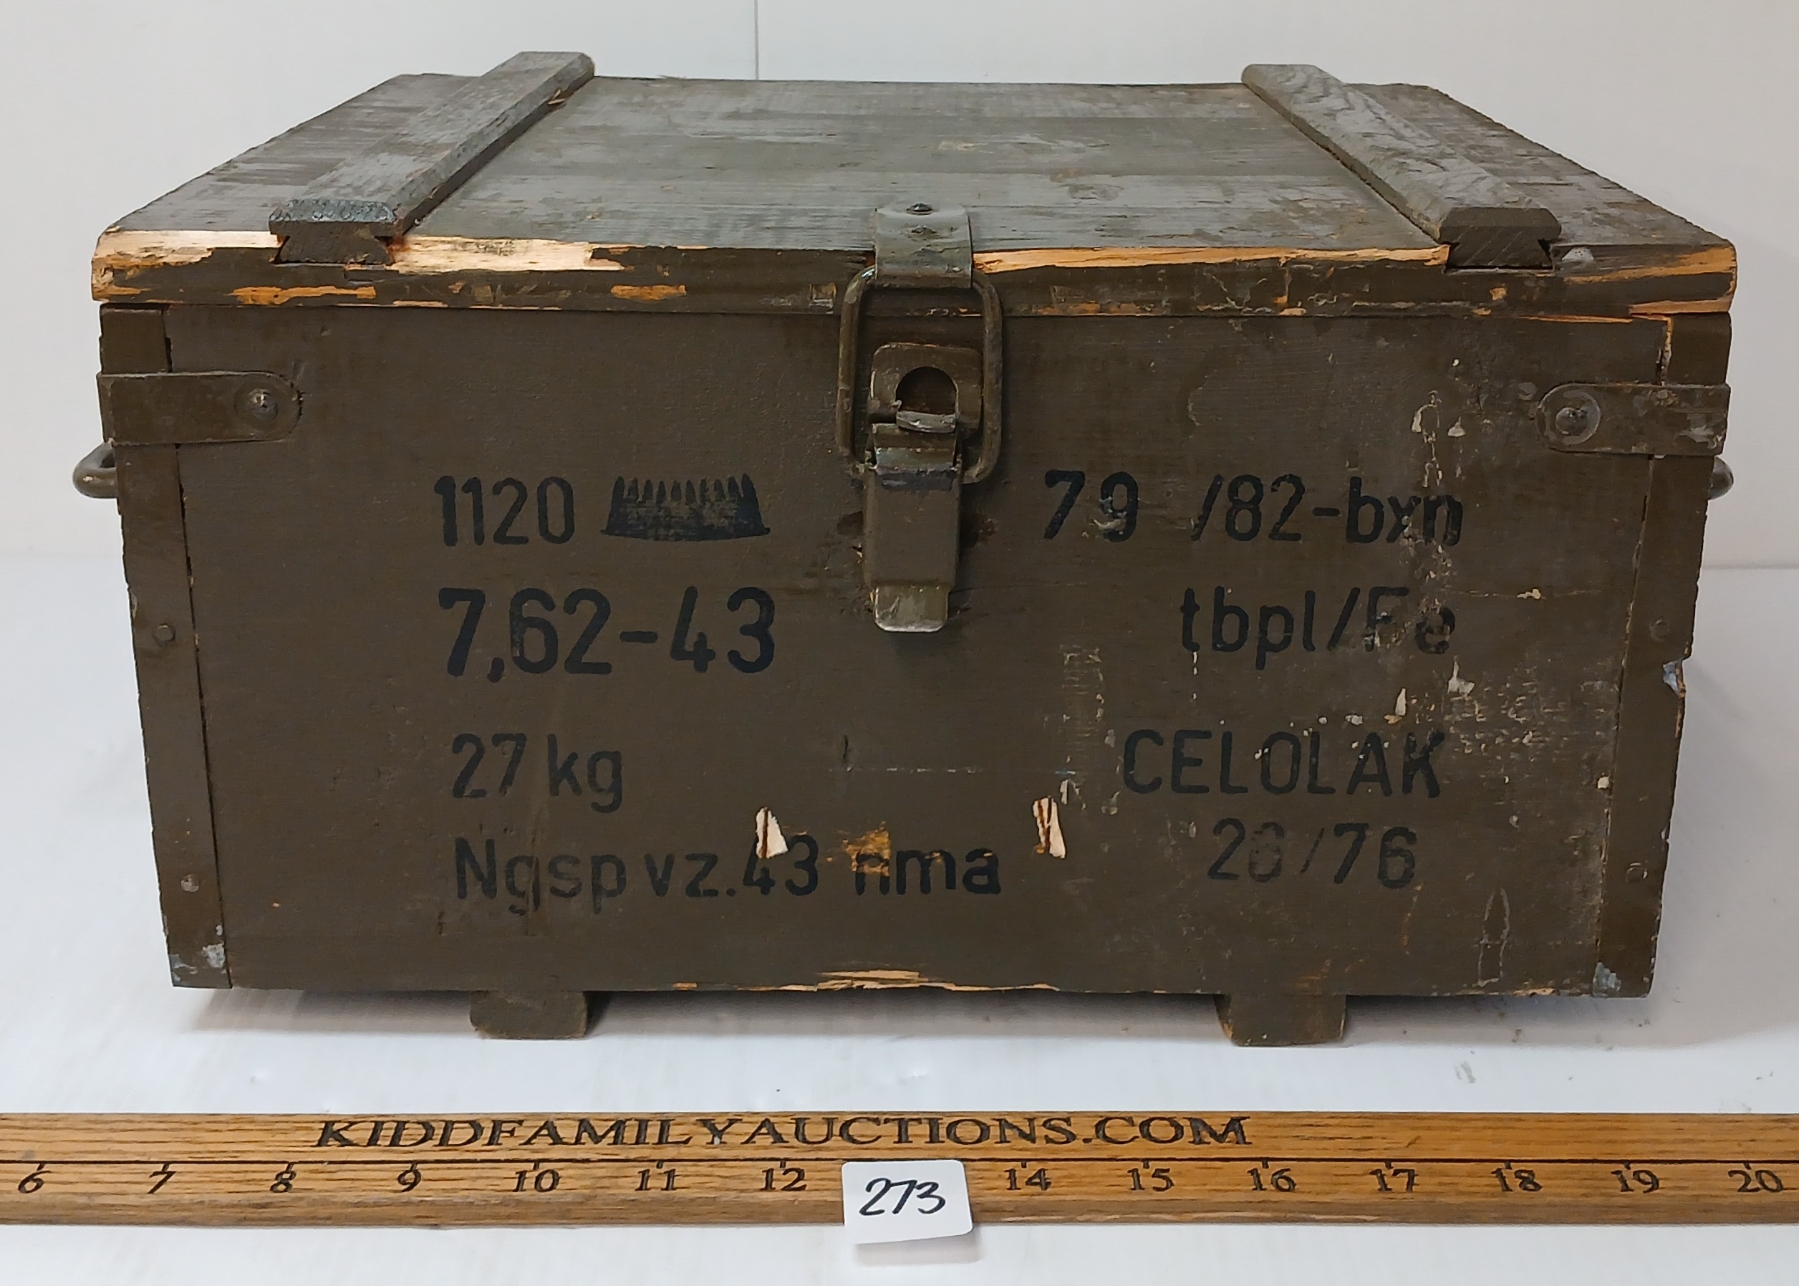 1120
7,62-43
27 kg
Ngsp vz.43 nma
79 /82-bxn
tbpl/Fe
CELOLAK
26/76
KIDDFAMILYAUCTIONS.COM
6 7 8 9 10 11 12 14 15 16 17 18 19 20
273